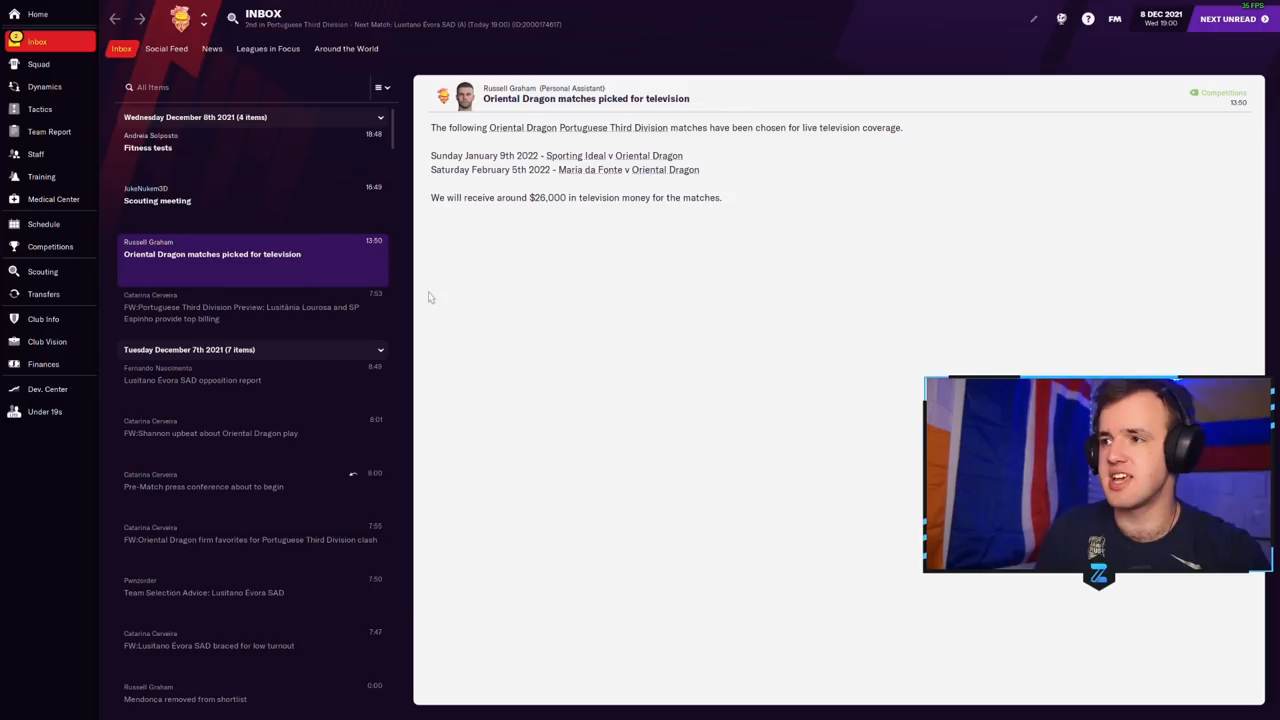 35 FPS
Home
INBOX
2nd in Portuguese Third Division - Next Match: Lusitano Évora SAD (A) (Today 19:00) (ID:2000174617)
FM
8 DEC 2021
Wed 19:00
NEXT UNREAD
2
Inbox
Squad
Dynamics
Tactics
Team Report
Staff
Training
Medical Center
Schedule
Competitions
Scouting
Transfers
Club Info
Club Vision
Finances
Dev. Center
Under 19s
Inbox
Social Feed
News
Leagues in Focus
Around the World
All Items
Wednesday December 8th 2021 (4 items)
Andreia Solposto 18:48
Fitness tests
JukeNukem3D 16:49
Scouting meeting
Russell Graham 13:50
Oriental Dragon matches picked for television
Catarina Cerveira 7:53
FW:Portuguese Third Division Preview: Lusitânia Lourosa and SP
Espinho provide top billing
Tuesday December 7th 2021 (7 items)
Fernando Nascimento 8:49
Lusitano Évora SAD opposition report
Catarina Cerveira 8:01
FW:Shannon upbeat about Oriental Dragon play
Catarina Cerveira 8:00
Pre-Match press conference about to begin
Catarina Cerveira 7:55
FW:Oriental Dragon firm favorites for Portuguese Third Division clash
Pwnzorder 7:50
Team Selection Advice: Lusitano Évora SAD
Catarina Cerveira 7:47
FW:Lusitano Évora SAD braced for low turnout
Russell Graham 0:00
Mendonça removed from shortlist
Russell Graham (Personal Assistant)
Oriental Dragon matches picked for television
Competitions
13:50
The following Oriental Dragon Portuguese Third Division matches have been chosen for live television coverage.
Sunday January 9th 2022 - Sporting Ideal v Oriental Dragon
Saturday February 5th 2022 - Maria da Fonte v Oriental Dragon
We will receive around $26,000 in television money for the matches.